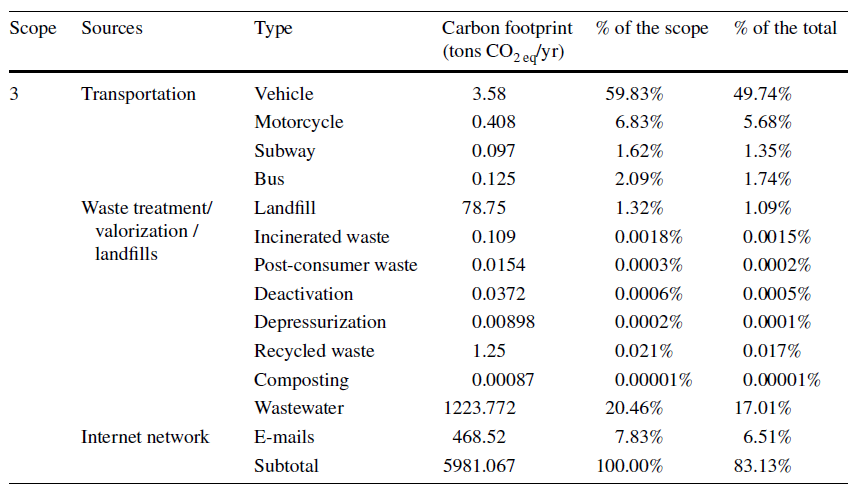 Scope Sources Type Carbon footprint (tons CO2 eq/yr) % of the scope % of the total
3 Transportation Vehicle 3.58 59.83% 49.74%
Motorcycle 0.408 6.83% 5.68%
Subway 0.097 1.62% 1.35%
Bus 0.125 2.09% 1.74%
Waste treatment/ valorization / landfills Landfill 78.75 1.32% 1.09%
Incinerated waste 0.109 0.0018% 0.0015%
Post-consumer waste 0.0154 0.0003% 0.0002%
Deactivation 0.0372 0.0006% 0.0005%
Depressurization 0.00898 0.0002% 0.0001%
Recycled waste 1.25 0.021% 0.017%
Composting 0.00087 0.00001% 0.00001%
Wastewater 1223.772 20.46% 17.01%
Internet network E-mails 468.52 7.83% 6.51%
Subtotal 5981.067 100.00% 83.13%